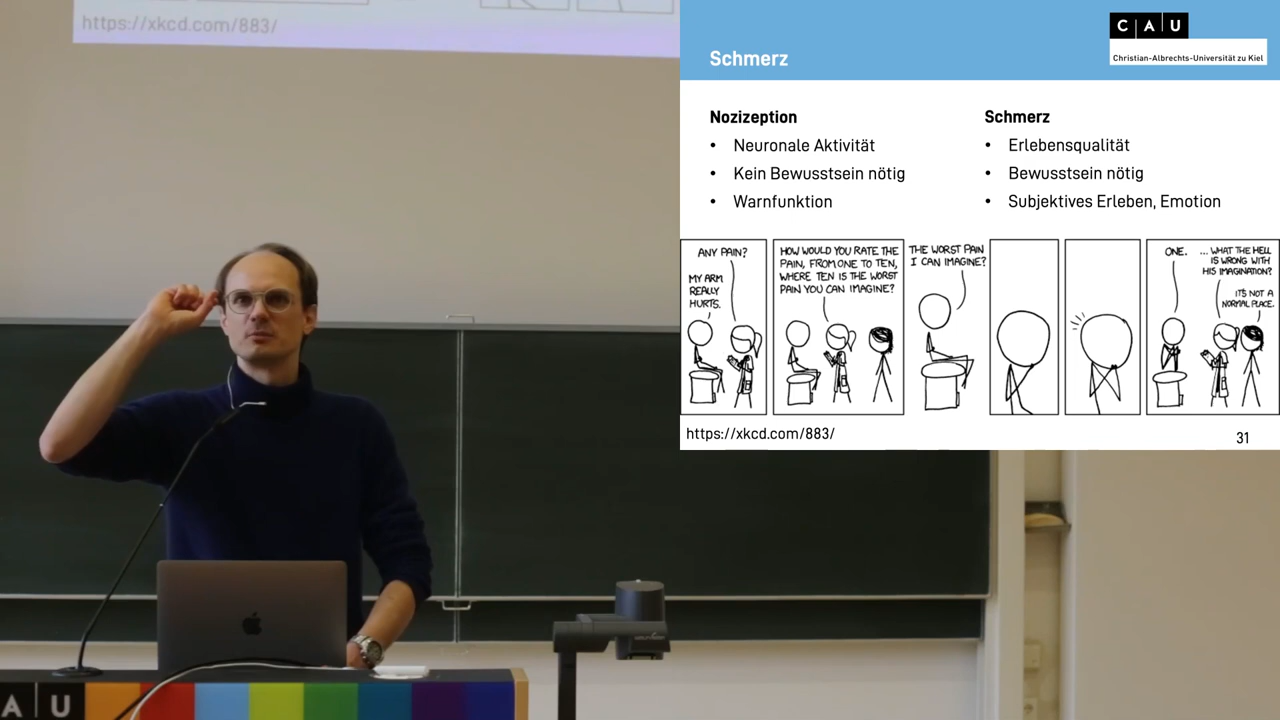 https://xkcd.com/883/
Schmerz
C A U
Christian-Albrechts-Universität zu Kiel
Nozizeption
• Neuronale Aktivität
• Kein Bewusstsein nötig
• Warnfunktion
Schmerz
• Erlebensqualität
• Bewusstsein nötig
• Subjektives Erleben, Emotion
ANY PAIN?
MY ARM
REALLY
HURTS.
HOW WOULD YOU RATE THE
PAIN, FROM ONE TO TEN,
WHERE TEN IS THE WORST
PAIN YOU CAN IMAGINE?
THE WORST PAIN
I CAN IMAGINE?
ONE.
...WHAT THE HELL
IS WRONG WITH
HIS IMAGINATION?
IT'S NOT A
NORMAL PLACE.
https://xkcd.com/883/
31
A U